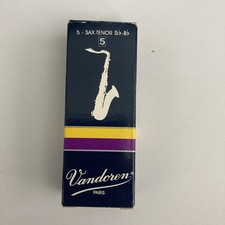 5 - SAX TENOR Si♭-B♭
5
Vandoren
PARIS